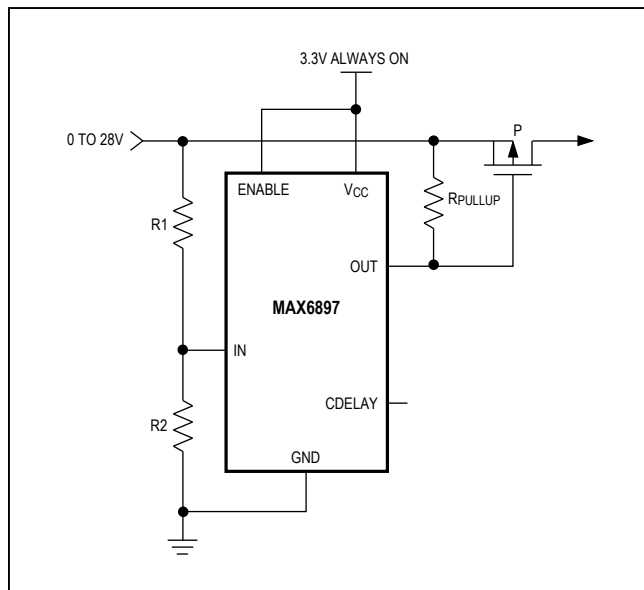 3.3V ALWAYS ON
0 TO 28V
P
ENABLE
VCC
R1
RPULLUP
OUT
MAX6897
IN
CDELAY
R2
GND